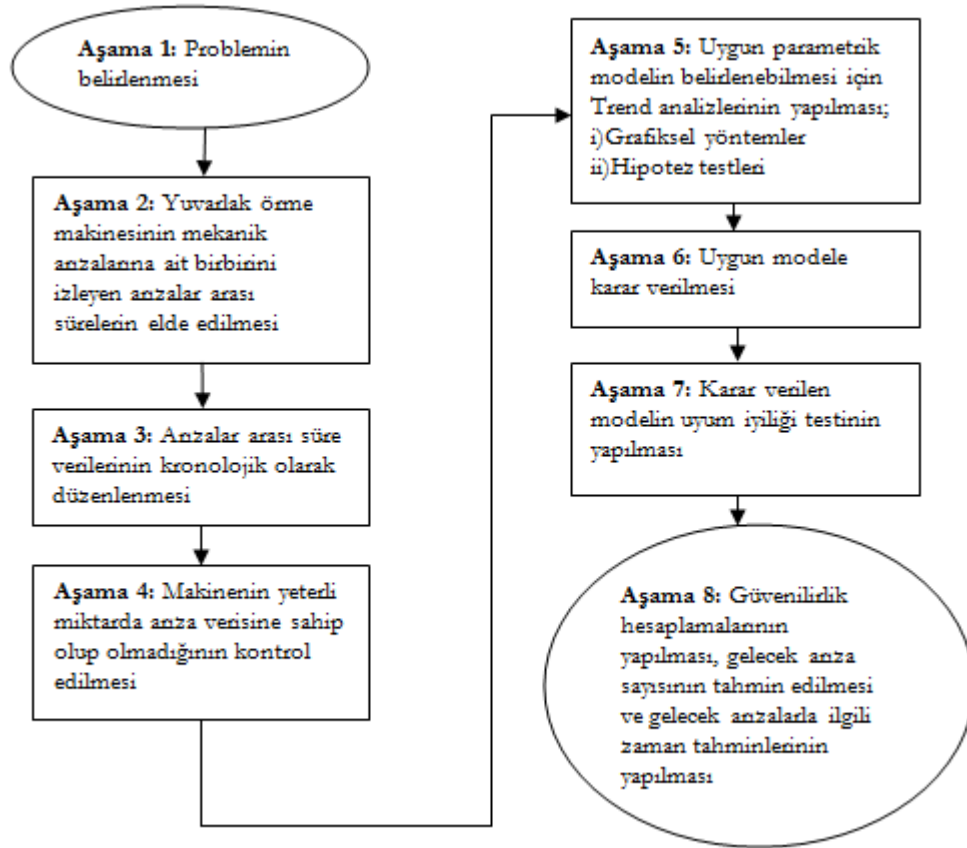 Aşama 1: Problemin
belirlenmesi
Aşama 2: Yuvarlak örme
makinesinin mekanik
arızalarına ait birbirini
izleyen arızalar arası
sürelerin elde edilmesi
Aşama 3: Arızalar arası süre
verilerinin kronolojik olarak
düzenlenmesi
Aşama 4: Makinenin yeterli
miktarda arıza verisine sahip
olup olmadığının kontrol
edilmesi
Aşama 5: Uygun parametrik
modelin belirlenebilmesi için
Trend analizlerinin yapılması;
i)Grafiksel yöntemler
ii)Hipotez testleri
Aşama 6: Uygun modele
karar verilmesi
Aşama 7: Karar verilen
modelin uyum iyiliği testinin
yapılması
Aşama 8: Güvenilirlik
hesaplamalarının
yapılması, gelecek arıza
sayısının tahmin edilmesi
ve gelecek arızalarla ilgili
zaman tahminlerinin
yapılması